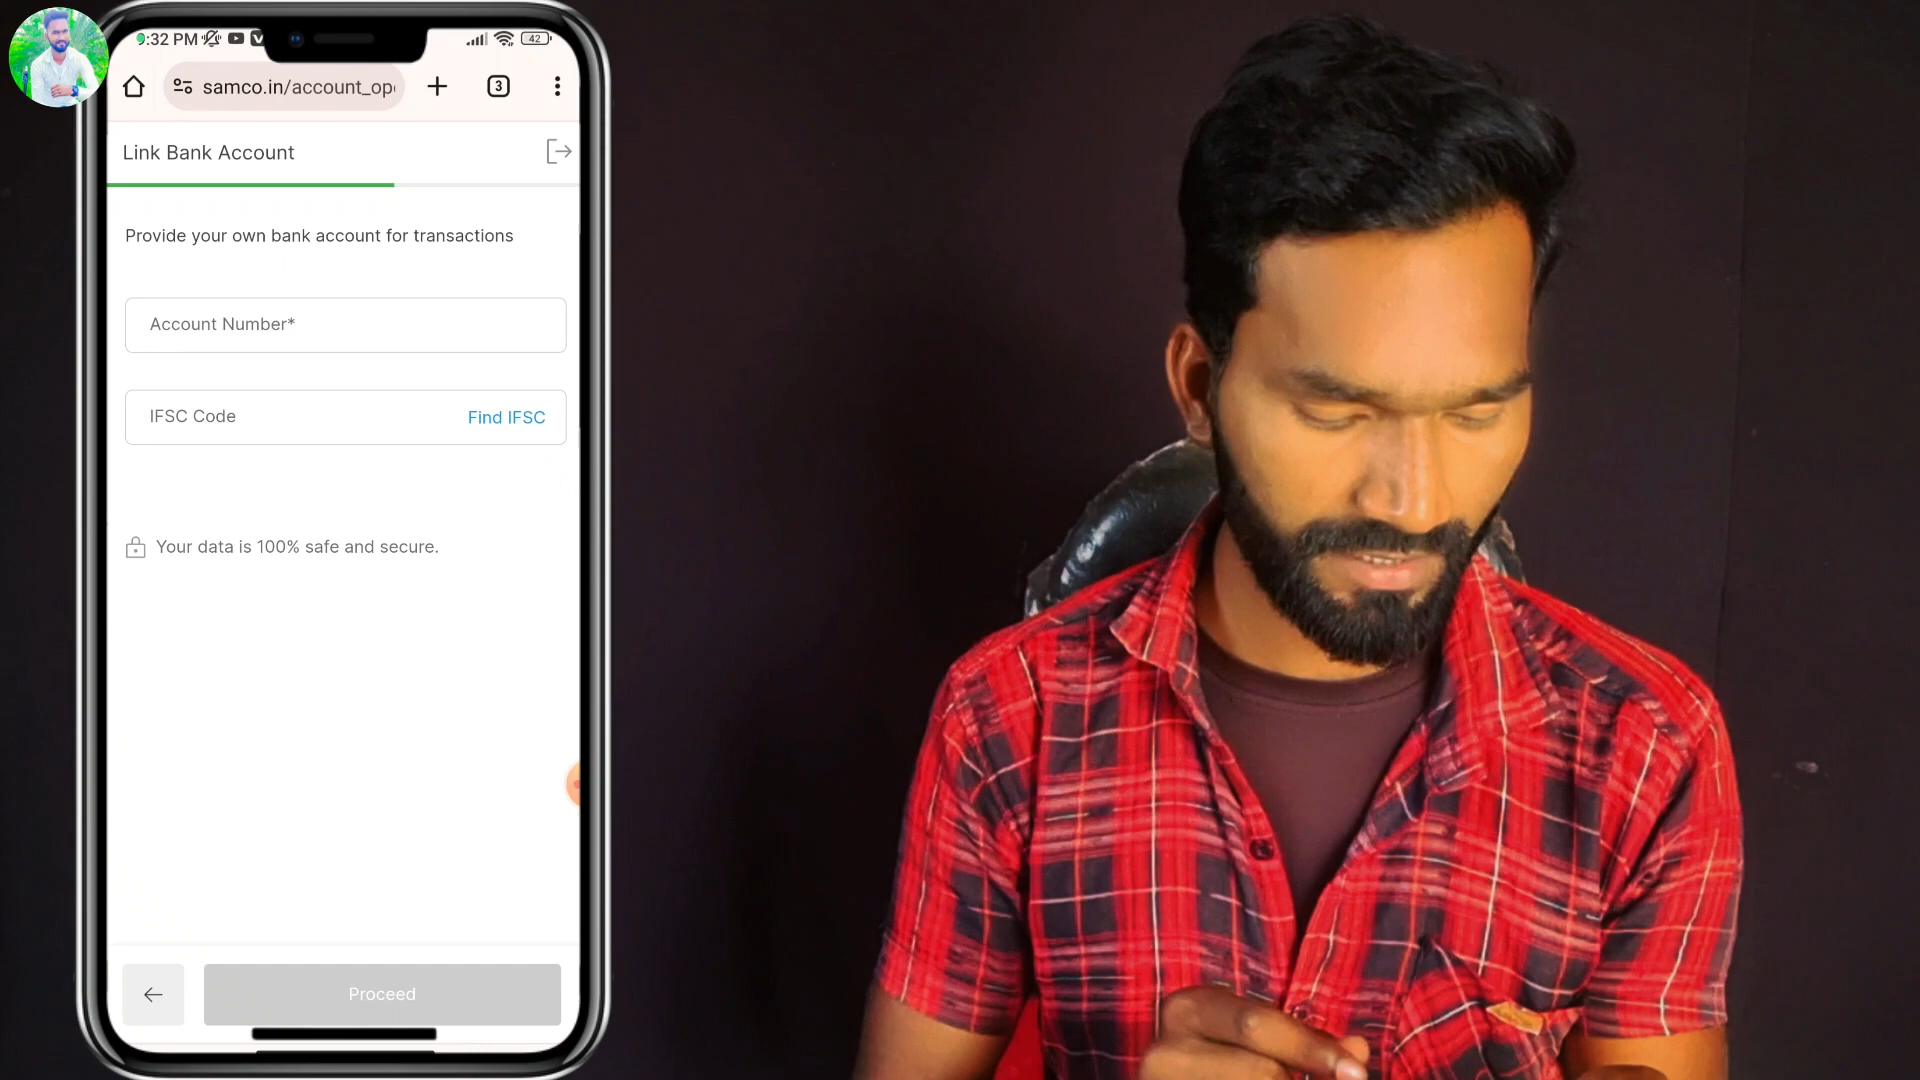 9:32 PM
42
samco.in/account_op
3
Link Bank Account
Provide your own bank account for transactions
Account Number*
IFSC Code
Find IFSC
Your data is 100% safe and secure.
Proceed